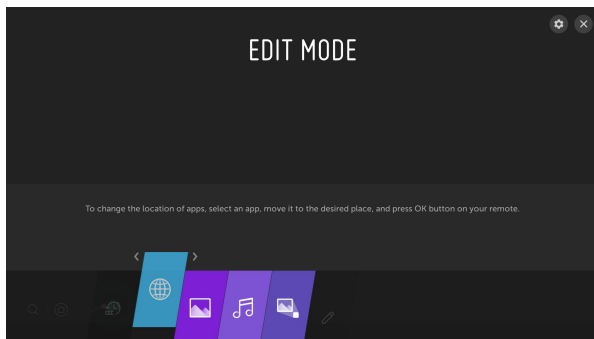 EDIT MODE
To change the location of apps, select an app, move it to the desired place, and press OK button on your remote.